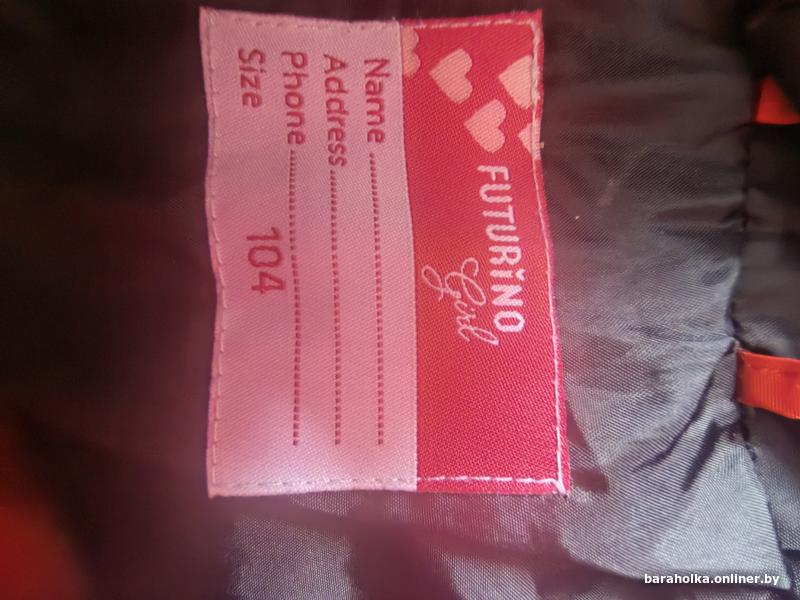 FUTURINO
Girl
Name ........................
Address........................
Phone........................
Size 104
baraholka.onliner.by